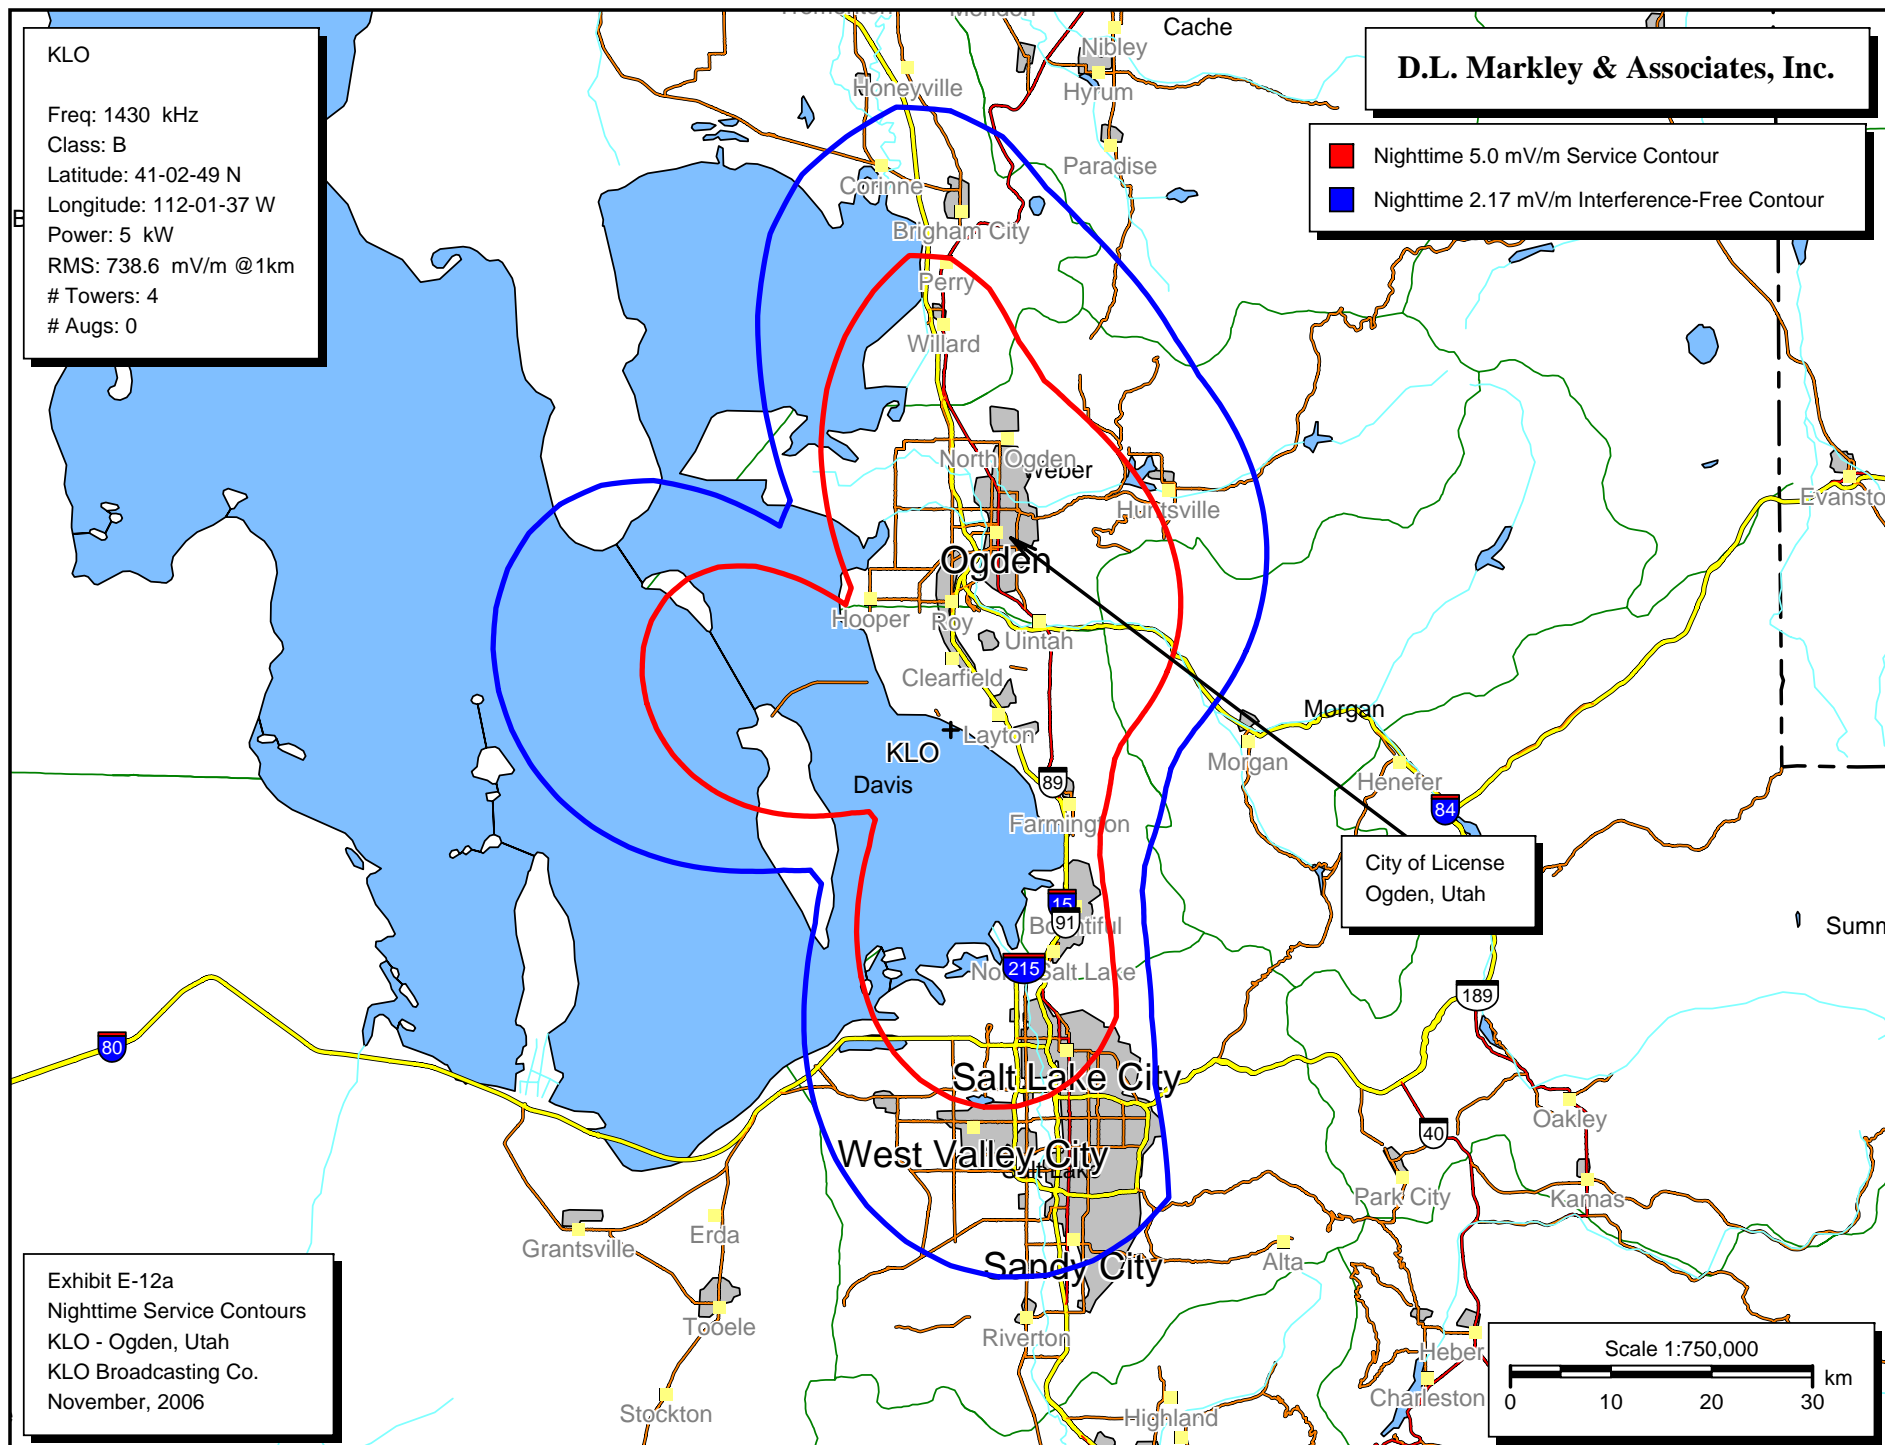 KLO
Freq: 1430 kHz
Class: B
Latitude: 41-02-49 N
Longitude: 112-01-37 W
Power: 5 kW
RMS: 738.6 mV/m @1km
# Towers: 4
# Augs: 0
D.L. Markley & Associates, Inc.
Nighttime 5.0 mV/m Service Contour
Nighttime 2.17 mV/m Interference-Free Contour
Cache
Nibley
Hyrum
Honeyville
Paradise
Corinne
Brigham City
Perry
Willard
North Ogden
Weber
Huntsville
Ogden
Hooper
Roy
Uintah
Clearfield
Layton
KLO
Davis
Morgan
Morgan
Henefer
89
84
Farmington
City of License
Ogden, Utah
15
91
Bountiful
215
North Salt Lake
189
80
Salt Lake City
West Valley City
Salt Lake
40
Oakley
Park City
Kamas
Grantsville
Erda
Sandy City
Alta
Tooele
Riverton
Heber
Charleston
Stockton
Highland
Exhibit E-12a
Nighttime Service Contours
KLO - Ogden, Utah
KLO Broadcasting Co.
November, 2006
Scale 1:750,000
0 10 20 30 km